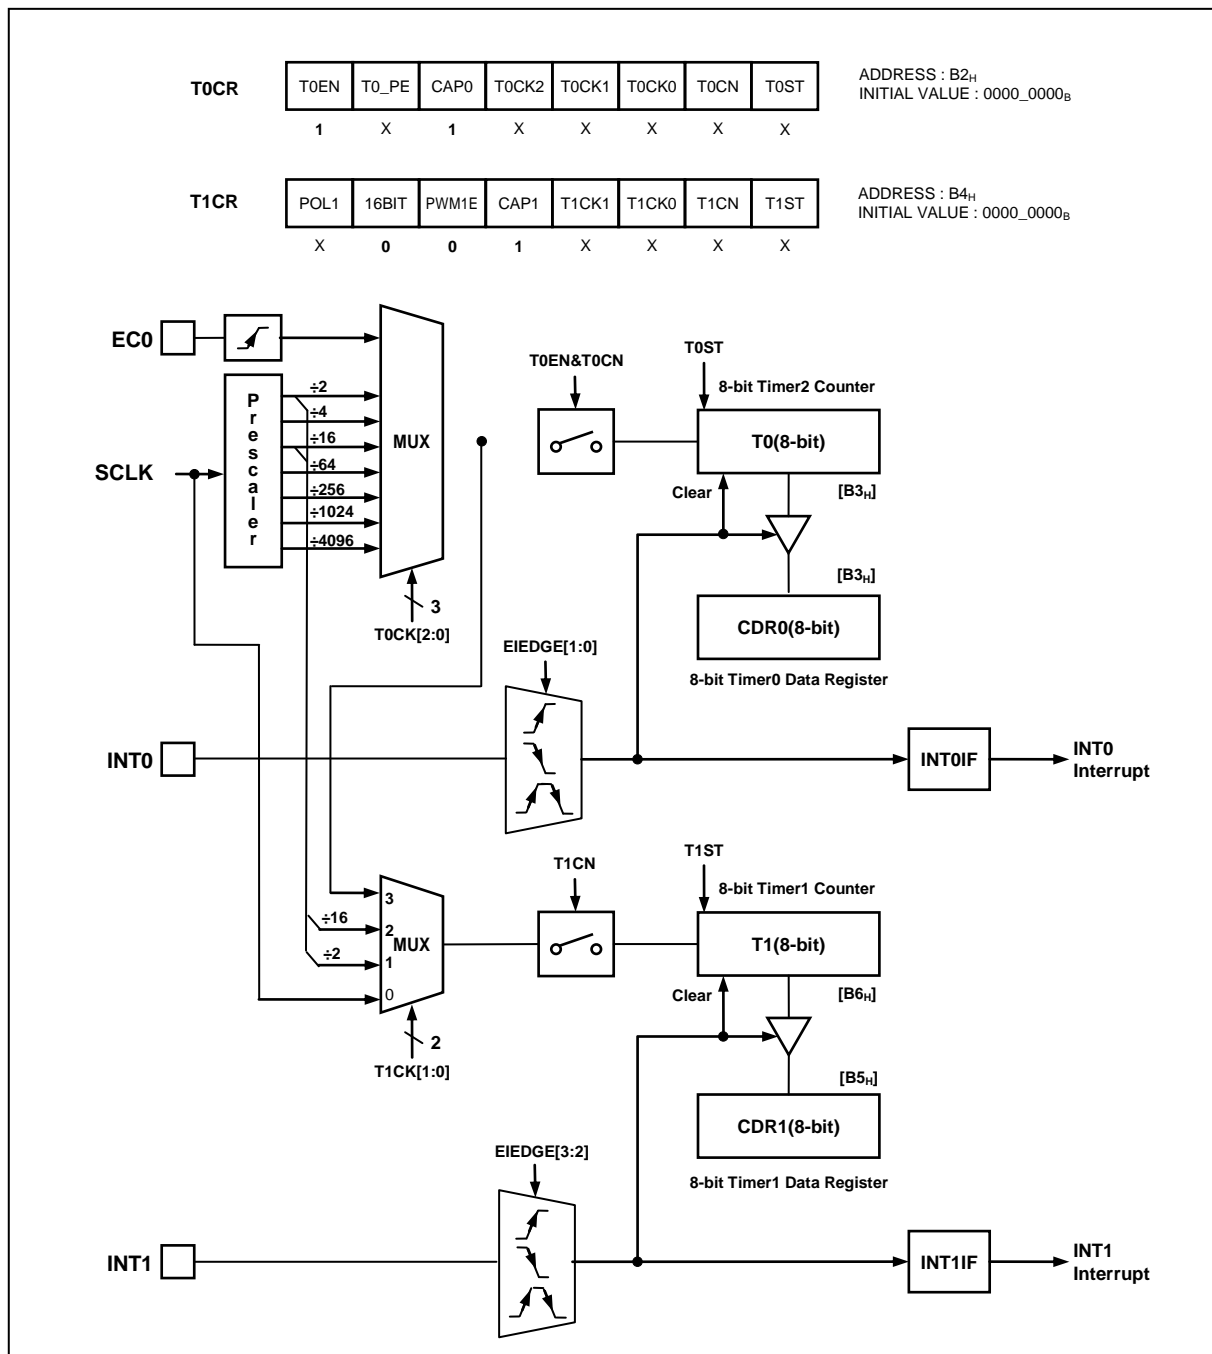 T0CR T0EN T0_PE CAP0 T0CK2 T0CK1 T0CK0 T0CN T0ST ADDRESS : B2H
INITIAL VALUE : 0000_0000B
1 X 1 X X X X X
T1CR POL1 16BIT PWM1E CAP1 T1CK1 T1CK0 T1CN T1ST ADDRESS : B4H
INITIAL VALUE : 0000_0000B
X 0 0 1 X X X X
EC0
T0EN&T0CN
T0ST
8-bit Timer2 Counter
Prescaler
÷2
÷4
÷16
÷64
÷256
÷1024
÷4096
MUX
T0(8-bit)
SCLK
Clear
[B3H]
[B3H]
3
T0CK[2:0]
CDR0(8-bit)
8-bit Timer0 Data Register
EIEDGE[1:0]
INT0
INT0IF
INT0
Interrupt
T1CN
T1ST
8-bit Timer1 Counter
3
÷16
2
MUX
÷2
1
0
T1(8-bit)
Clear
[B6H]
2
T1CK[1:0]
[B5H]
CDR1(8-bit)
8-bit Timer1 Data Register
EIEDGE[3:2]
INT1
INT1IF
INT1
Interrupt